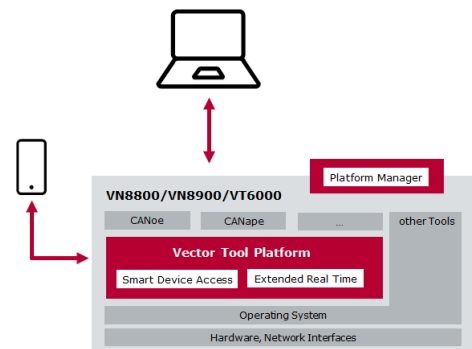 Platform Manager
VN8800/VN8900/VT6000
CANoe
CANape
...
other Tools
Vector Tool Platform
Smart Device Access
Extended Real Time
Operating System
Hardware, Network Interfaces